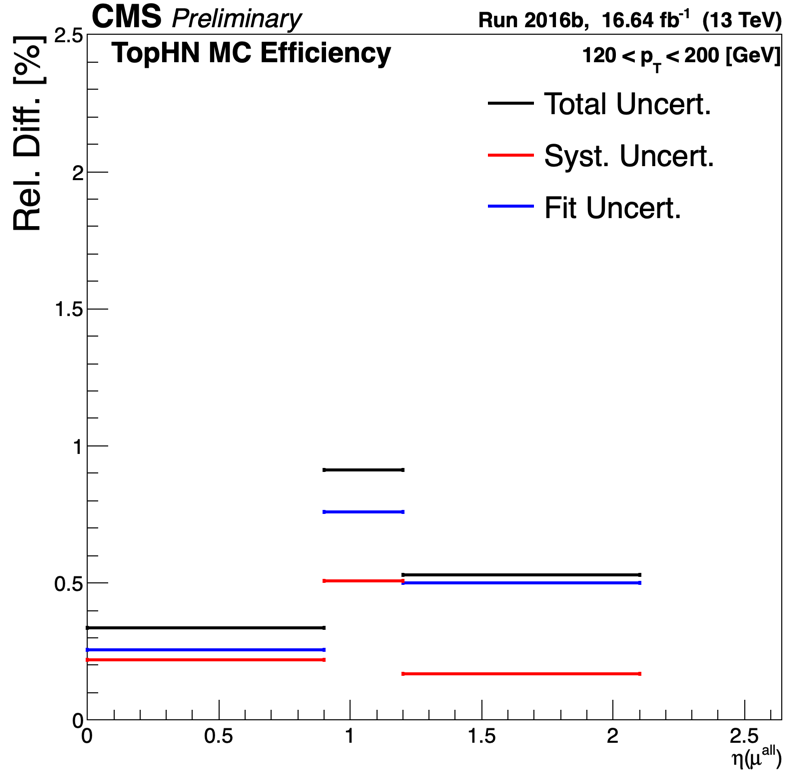 CMS Preliminary
Run 2016b, 16.64 fb⁻¹ (13 TeV)
TopHN MC Efficiency
120 < p_T < 200 [GeV]
Rel. Diff. [%]
Total Uncert.
Syst. Uncert.
Fit Uncert.
2.5
2
1.5
1
0.5
0
0 0.5 1 1.5 2 2.5
η(μ^all)